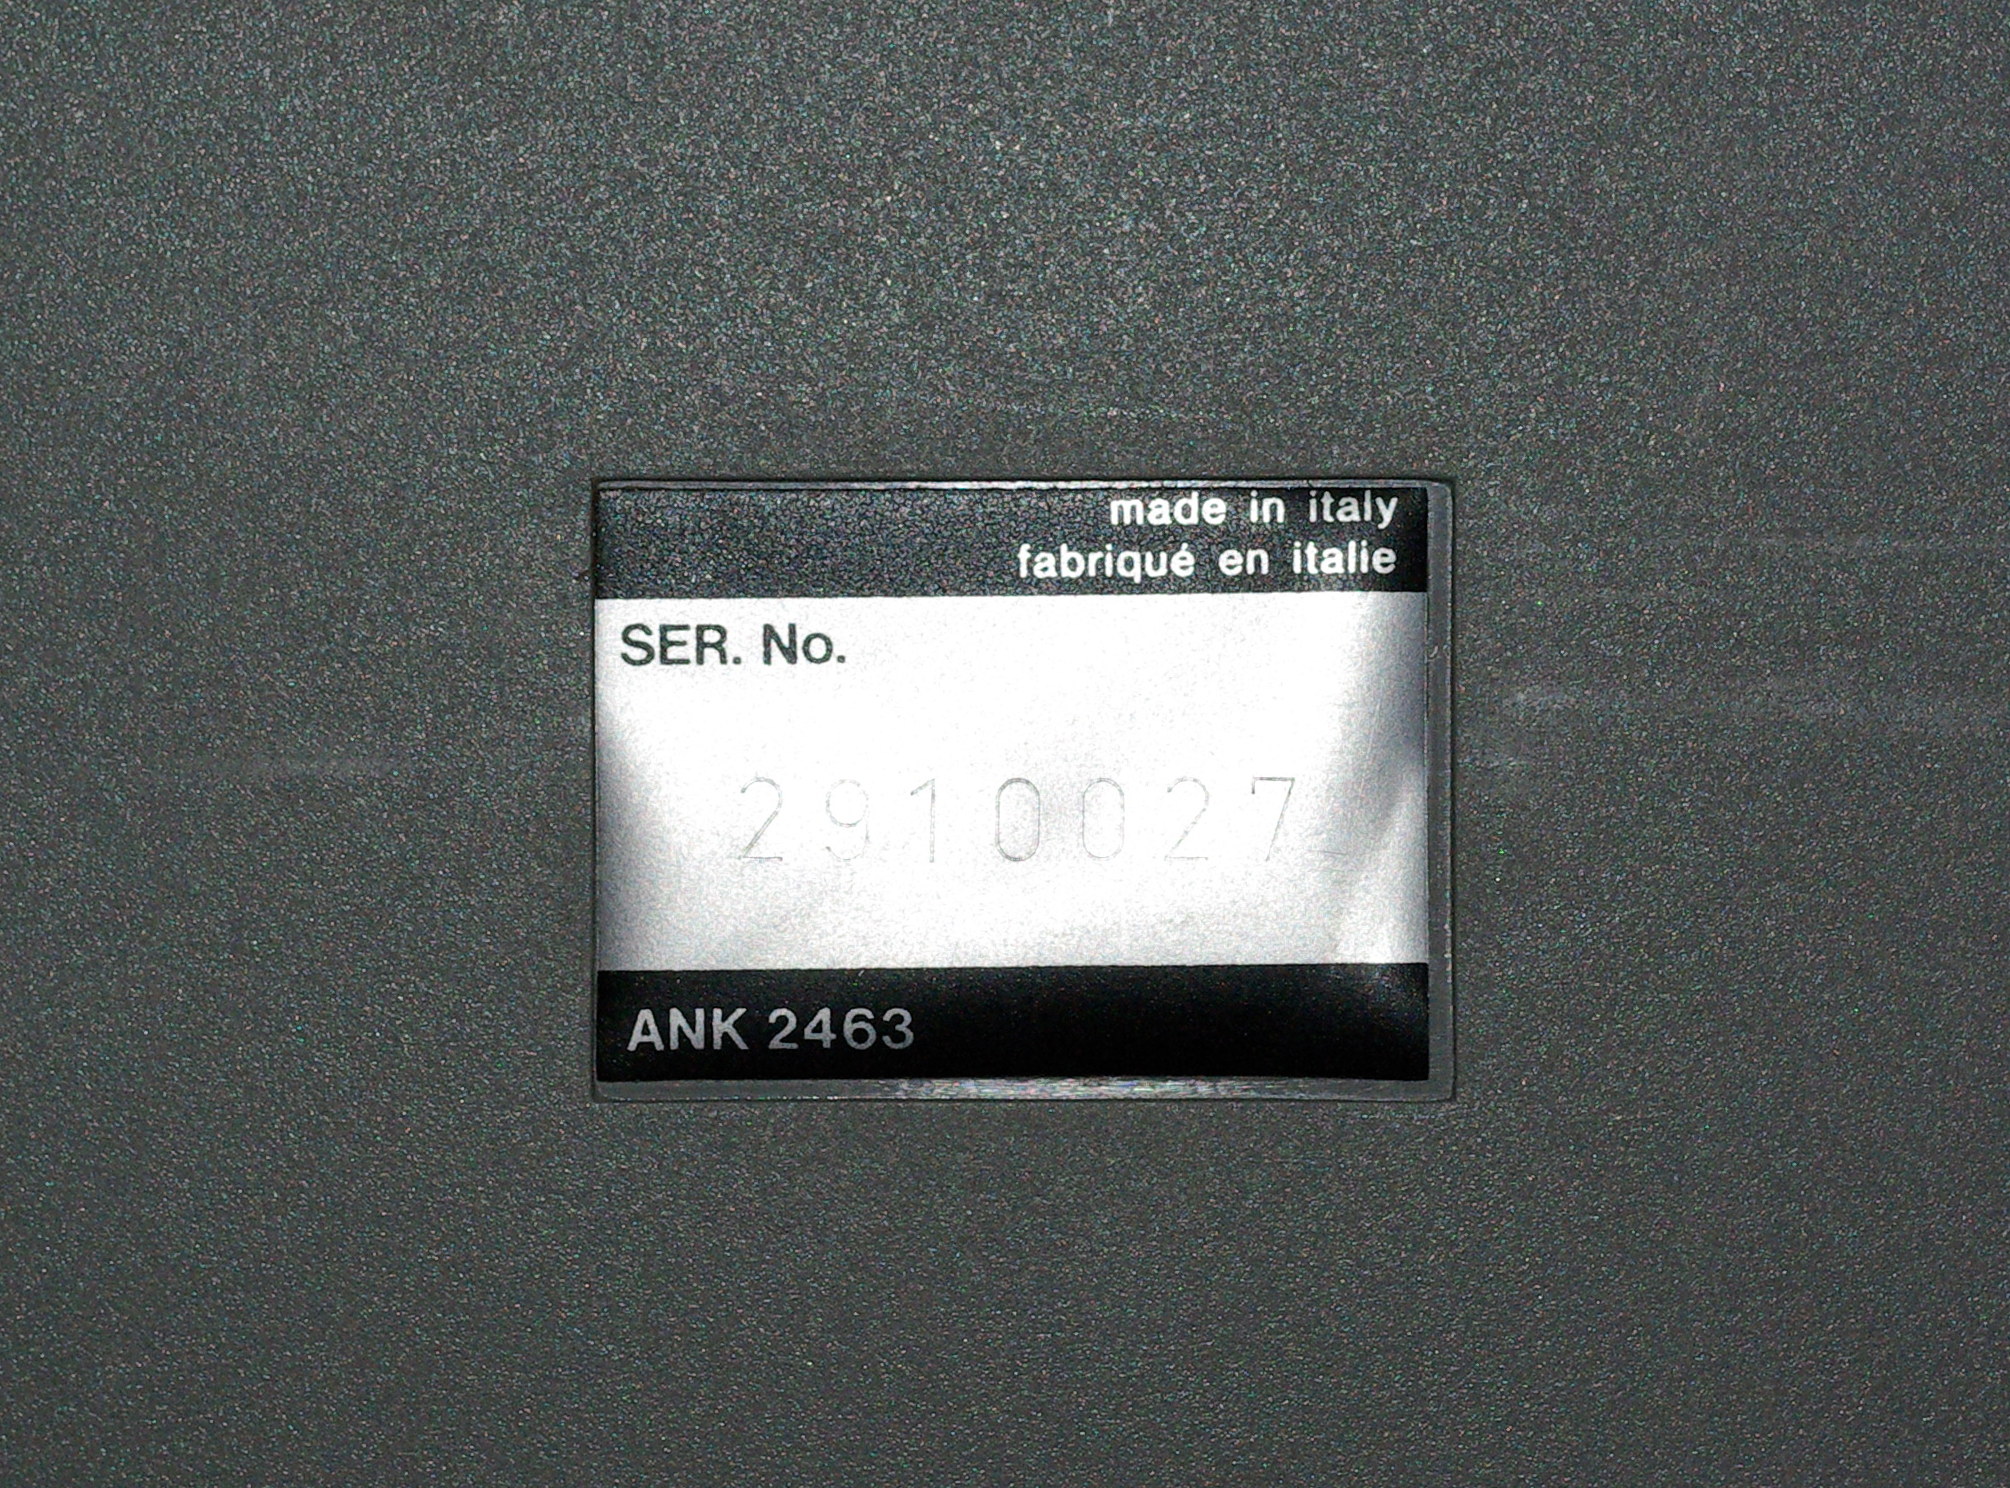 made in italy
fabriqué en italie
SER. No.
2910027
ANK 2463